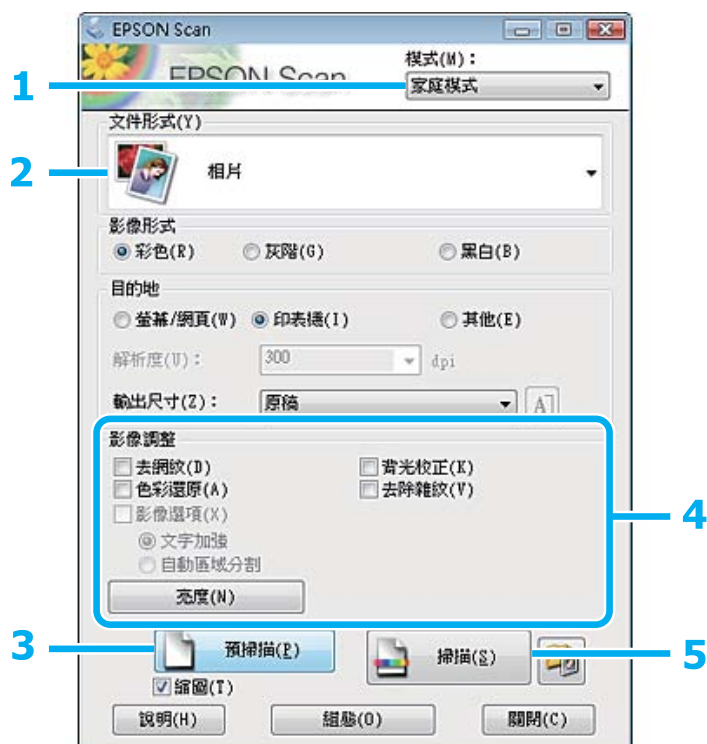 EPSON Scan
EPSON Scan
模式(M)：
1
家庭模式
文件形式(Y)
2
相片
影像形式
彩色(R) 灰階(G) 黑白(B)
目的地
螢幕/網頁(W) 印表機(I) 其他(E)
解析度(U)： 300 dpi
輸出尺寸(Z)： 原稿 A
影像調整
去網紋(D) 背光校正(K)
色彩還原(A) 去除雜紋(V)
影像選項(X)
4
文字加強
自動區域分割
亮度(N)
3 預掃描(P) 掃描(S) 5
縮圖(T)
說明(H) 組態(O) 關閉(C)